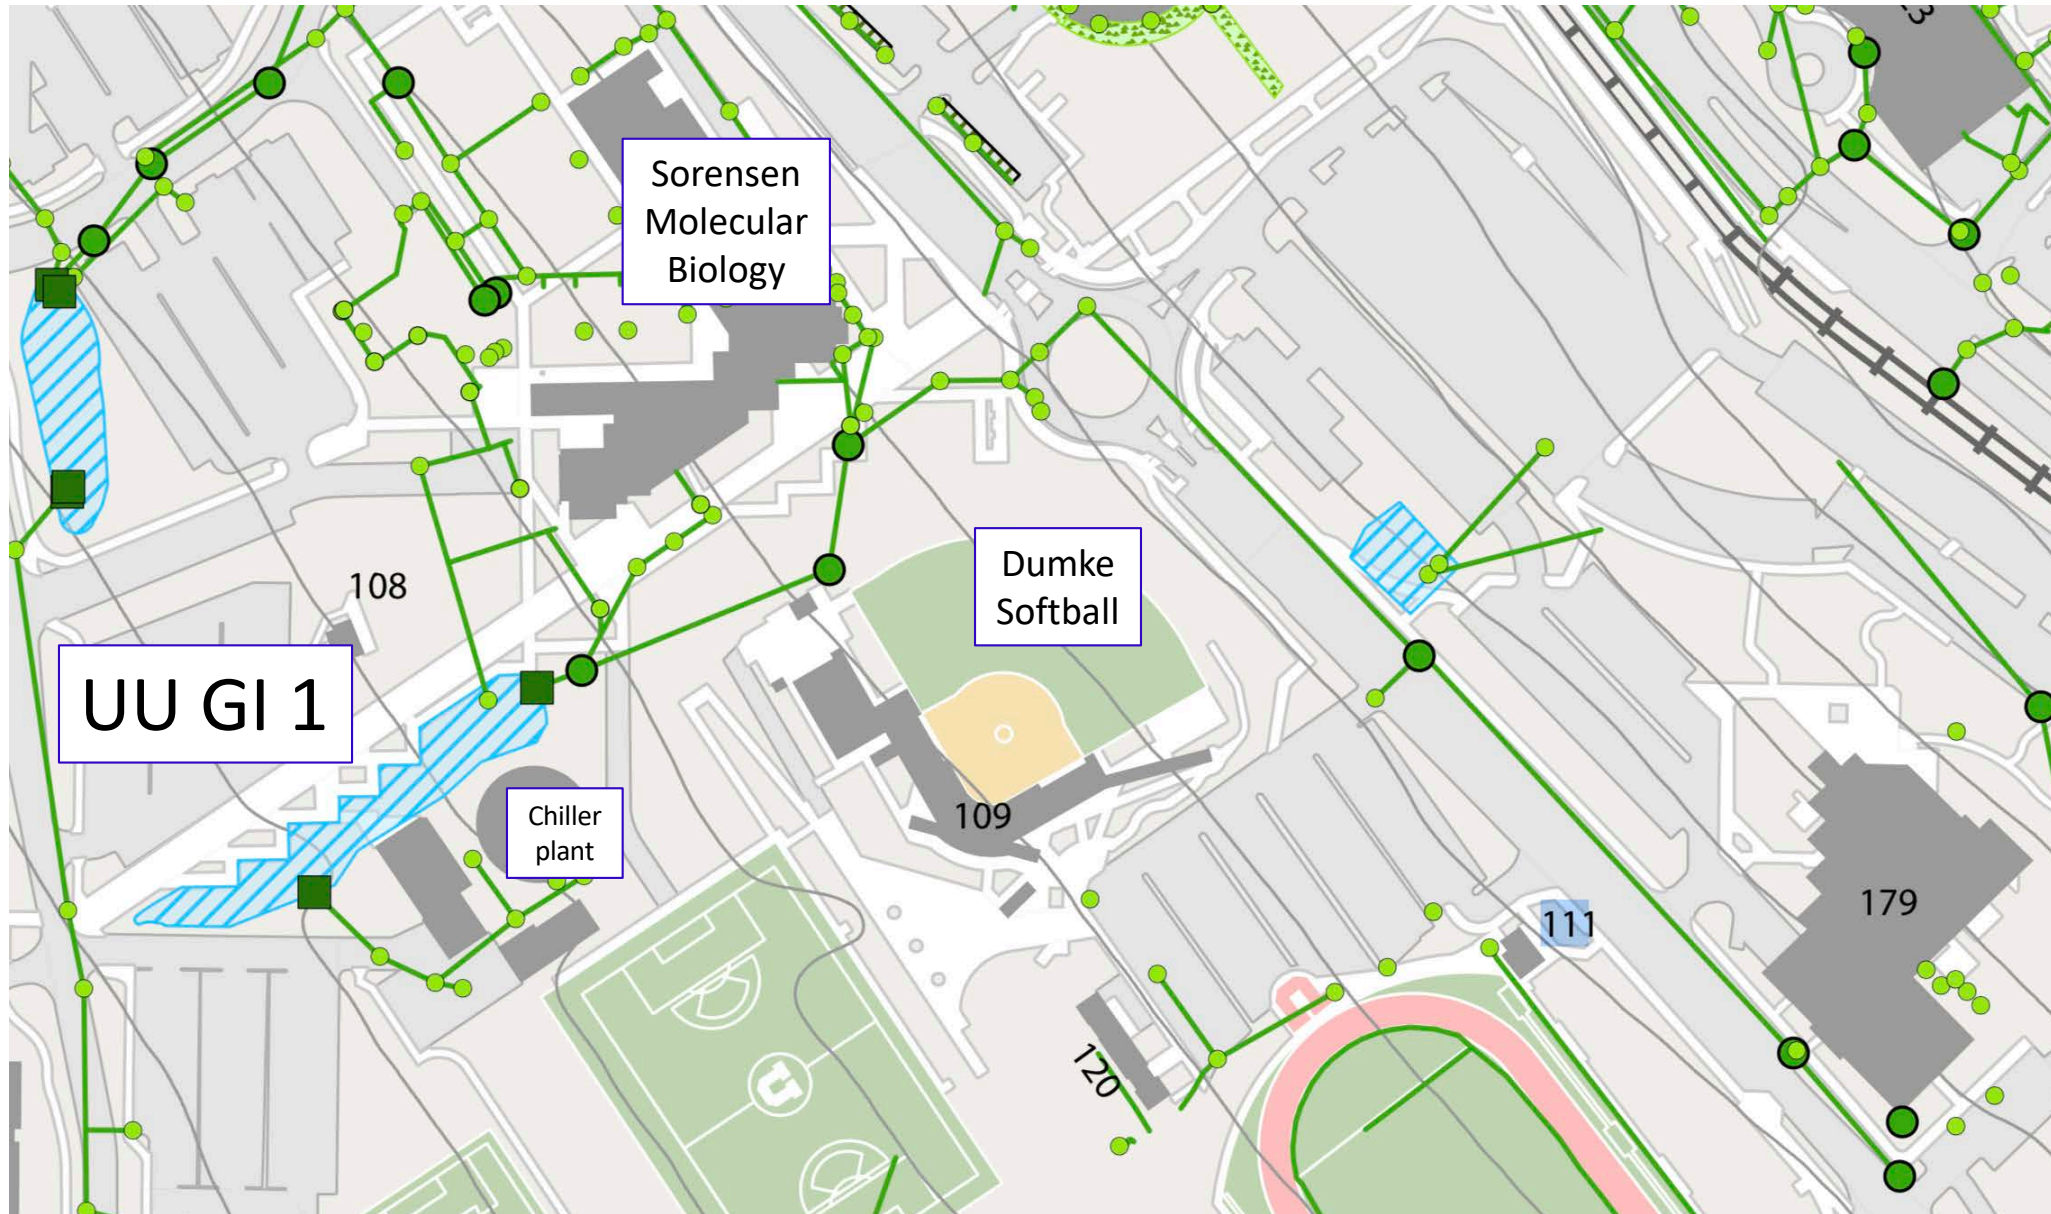 Sorensen
Molecular
Biology
Dumke
Softball
108
UU GI 1
Chiller
plant
109
111
179
120
U